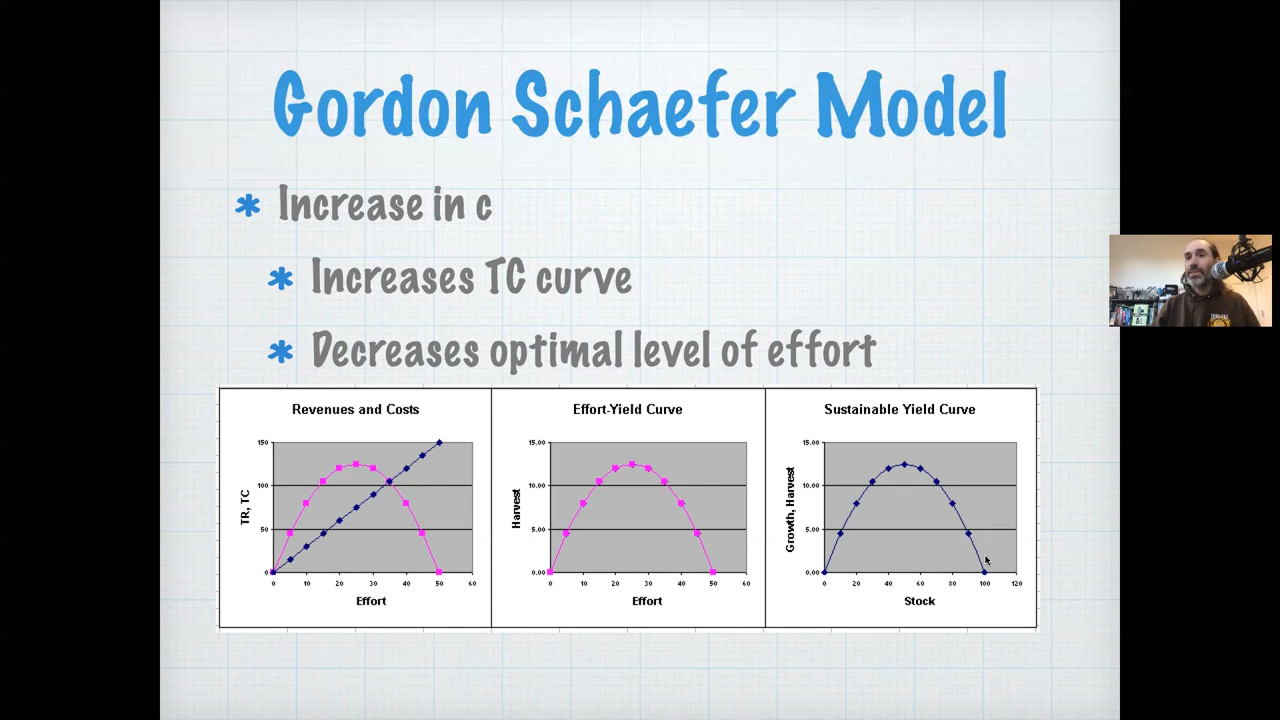 Gordon Schaefer Model
* Increase in c
* Increases TC curve
* Decreases optimal level of effort
Revenues and Costs
150
100
50
0
TR, TC
0 10 20 30 40 50 60
Effort
Effort-Yield Curve
15.00
10.00
5.00
0.00
Harvest
0 10 20 30 40 50 60
Effort
Sustainable Yield Curve
15.00
10.00
5.00
0.00
Growth, Harvest
0 20 40 60 80 100 120
Stock